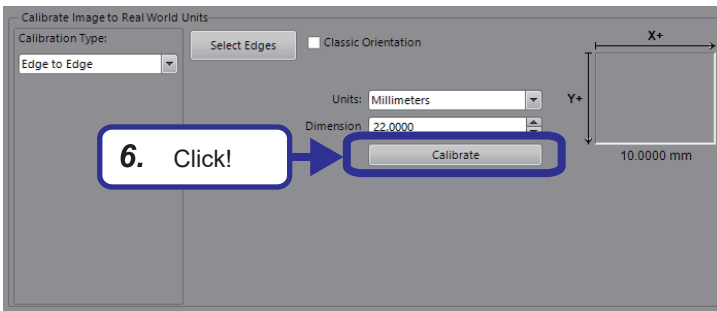 Calibrate Image to Real World Units
Calibration Type:
Edge to Edge
Select Edges
Classic Orientation
Units: Millimeters
Dimension 22.0000
Calibrate
X+
Y+
10.0000 mm
6. Click!